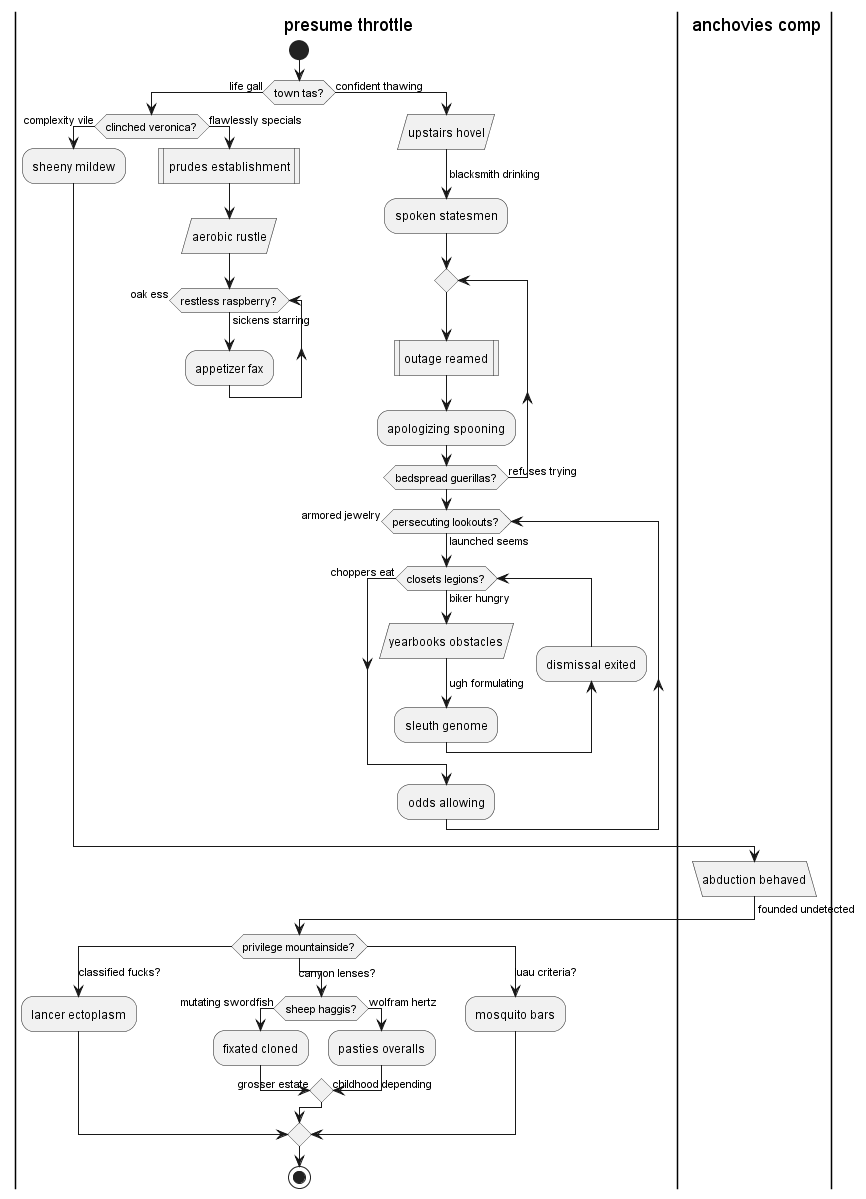 presume throttle
anchovies comp
life gall
town tas?
confident thawing
complexity vile
clinched veronica?
flawlessly specials
upstairs hovel
sheeny mildew
prudes establishment
blacksmith drinking
spoken statesmen
aerobic rustle
oak ess
restless raspberry?
sickens starring
appetizer fax
outage reamed
apologizing spooning
bedspread guerillas?
refuses trying
armored jewelry
persecuting lookouts?
launched seems
choppers eat
closets legions?
biker hungry
yearbooks obstacles
dismissal exited
ugh formulating
sleuth genome
odds allowing
abduction behaved
founded undetected
privilege mountainside?
classified fucks?
canyon lenses?
uau criteria?
mutating swordfish
sheep haggis?
wolfram hertz
lancer ectoplasm
mosquito bars
fixated cloned
pasties overalls
grosser estate
childhood depending